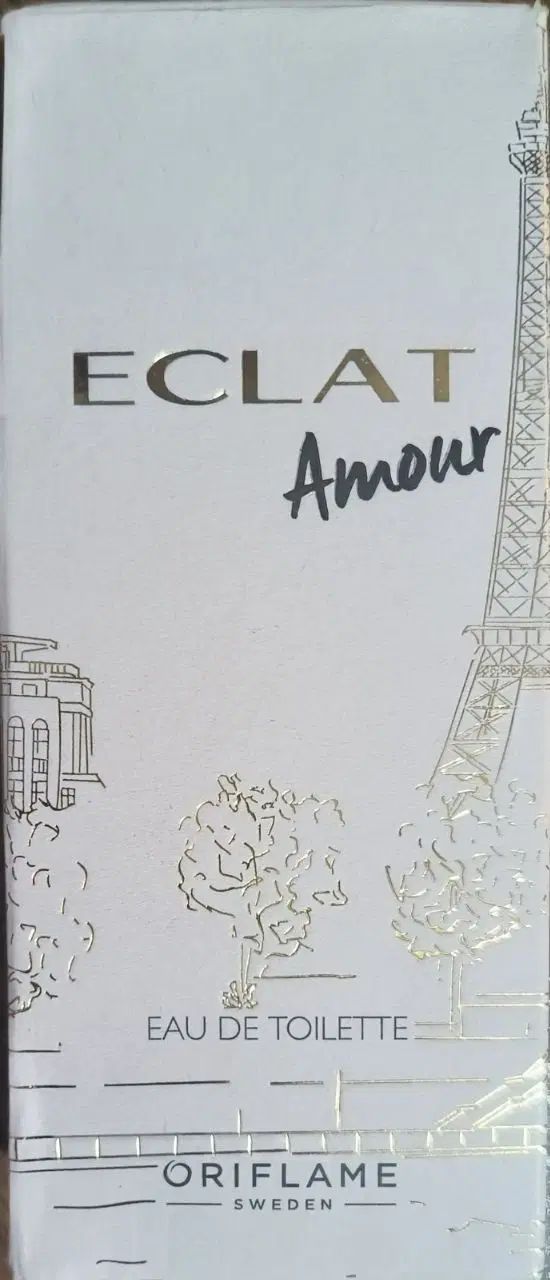 ECLAT
Amour
EAU DE TOILETTE
ORIFLAME
SWEDEN